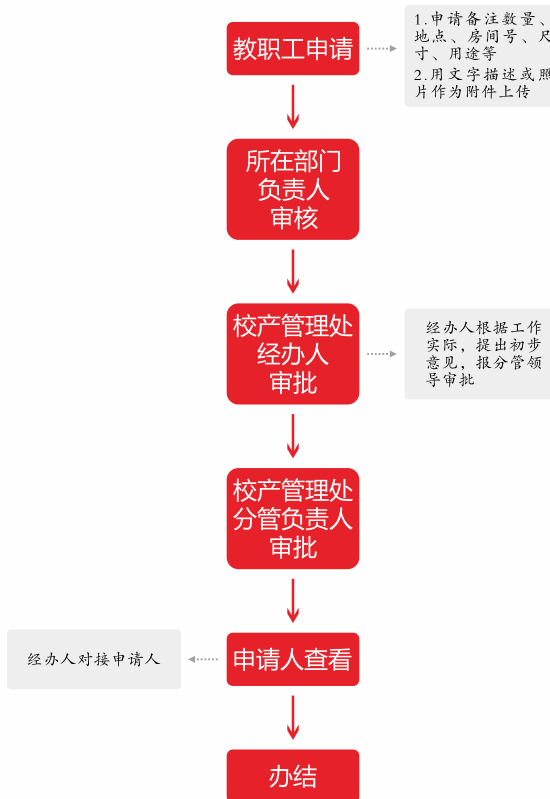 教职工申请
1.申请备注数量、
地点、房间号、尺
寸、用途等
2.用文字描述或照
片作为附件上传
所在部门
负责人
审核
校产管理处
经办人
审批
经办人根据工作
实际，提出初步
意见，报分管领
导审批
校产管理处
分管负责人
审批
申请人查看
经办人对接申请人
办结